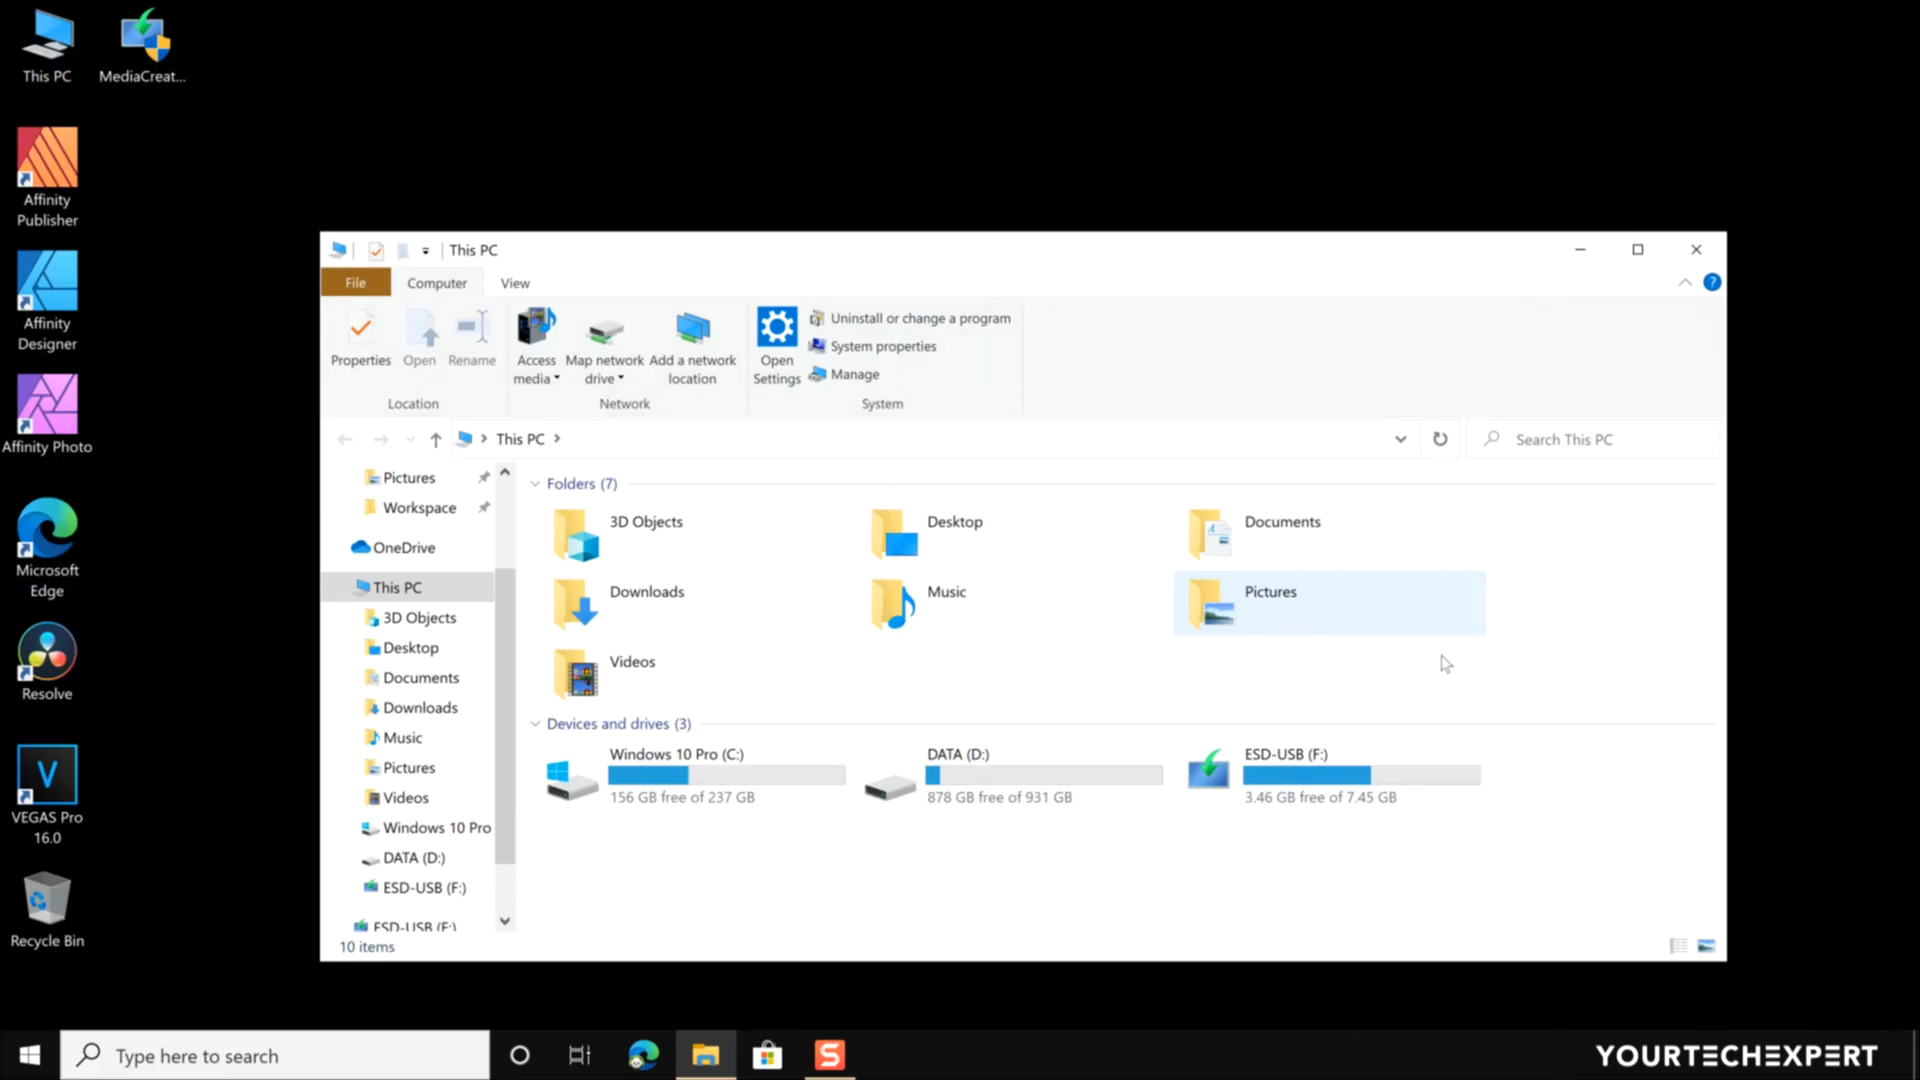 This PC
MediaCreat...
Affinity
Publisher
Affinity
Designer
Affinity Photo
Microsoft
Edge
Resolve
V
VEGAS Pro
16.0
Recycle Bin
This PC
File
Computer
View
?
Properties
Open
Rename
Access
media
Map network
drive
Add a network
location
Open
Settings
Uninstall or change a program
System properties
Manage
Location
Network
System
This PC
Search This PC
Pictures
Workspace
OneDrive
This PC
3D Objects
Desktop
Documents
Downloads
Music
Pictures
Videos
Windows 10 Pro
DATA (D:)
ESD-USB (F:)
ESD-USB (F:)
Folders (7)
3D Objects
Desktop
Documents
Downloads
Music
Pictures
Videos
Devices and drives (3)
Windows 10 Pro (C:)
156 GB free of 237 GB
DATA (D:)
878 GB free of 931 GB
ESD-USB (F:)
3.46 GB free of 7.45 GB
10 items
Type here to search
S
YOURTECHEXPERT